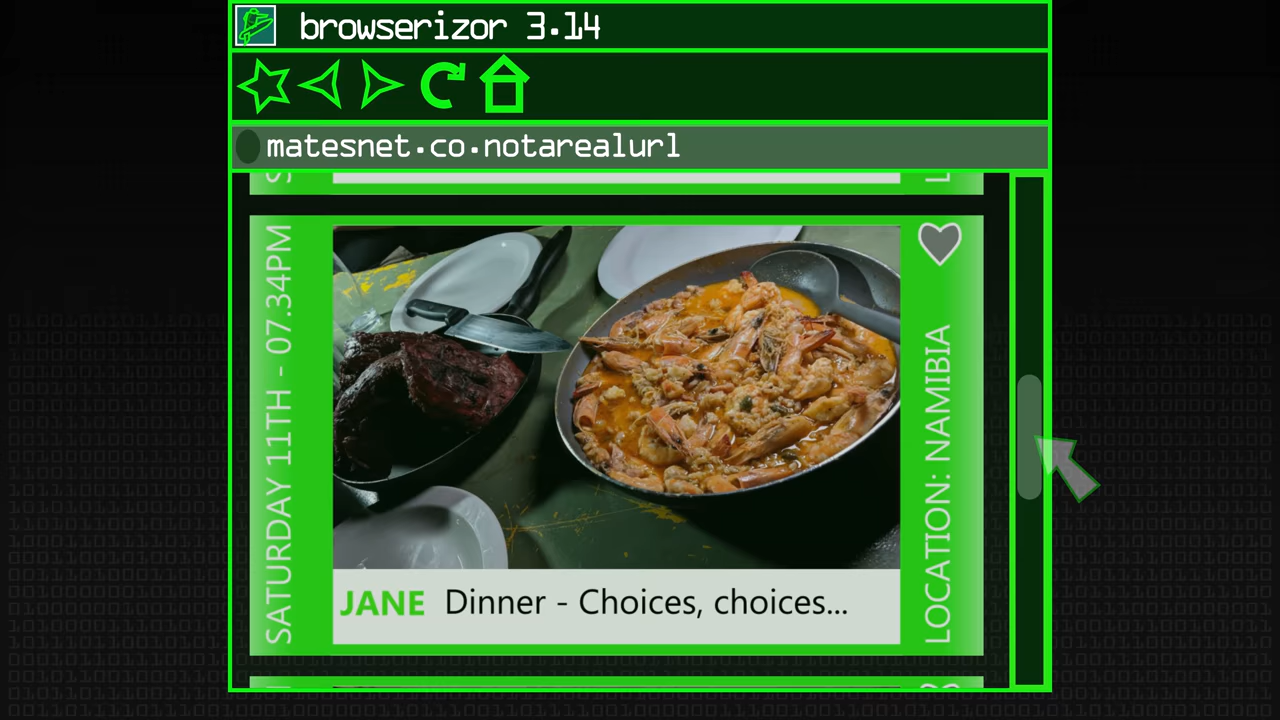 browserizor 3.14
matesnet.co.notarealurl
SATURDAY 11TH - 07.34PM
LOCATION: NAMIBIA
JANE Dinner - Choices, choices...